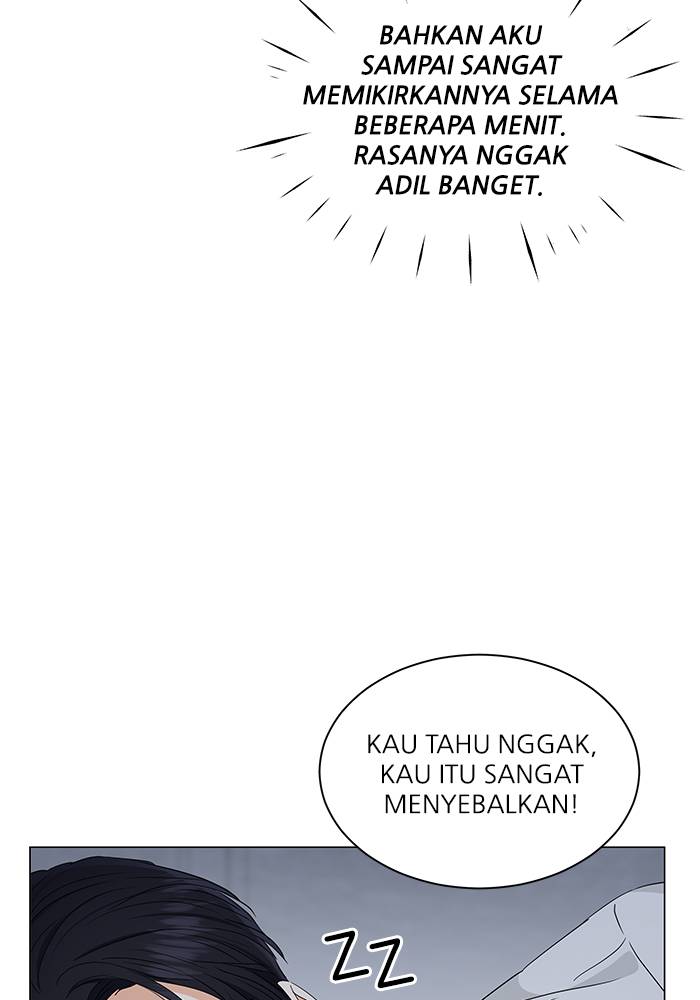 BAHKAN AKU
SAMPAI SANGAT
MEMIKIRKANNYA SELAMA
BEBERAPA MENIT.
RASANYA NGGAK
ADIL BANGET.
KAU TAHU NGGAK,
KAU ITU SANGAT
MENYEBALKAN!
ZZ